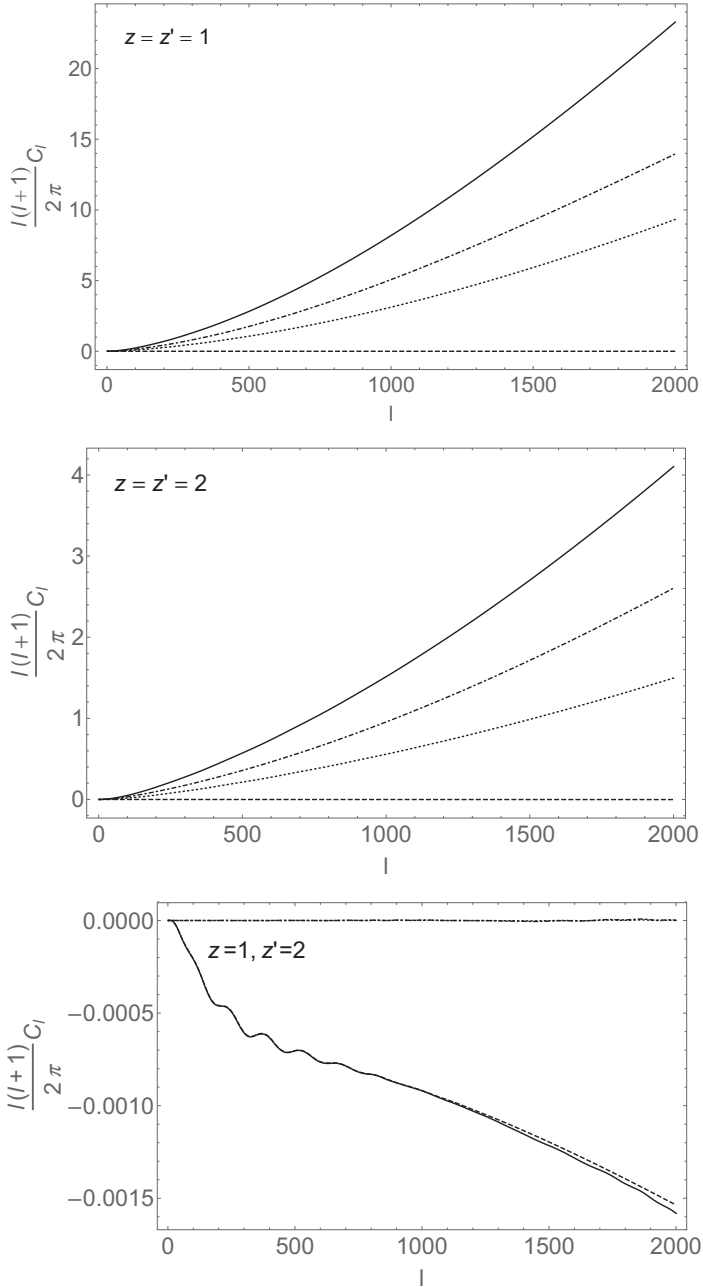 z = z' = 1
20
15
10
5
0
l(l+1)/2π C_l
0 500 1000 1500 2000
l
z = z' = 2
4
3
2
1
0
l(l+1)/2π C_l
0 500 1000 1500 2000
l
0.0000
z=1, z'=2
−0.0005
−0.0010
−0.0015
l(l+1)/2π C_l
0 500 1000 1500 2000
l